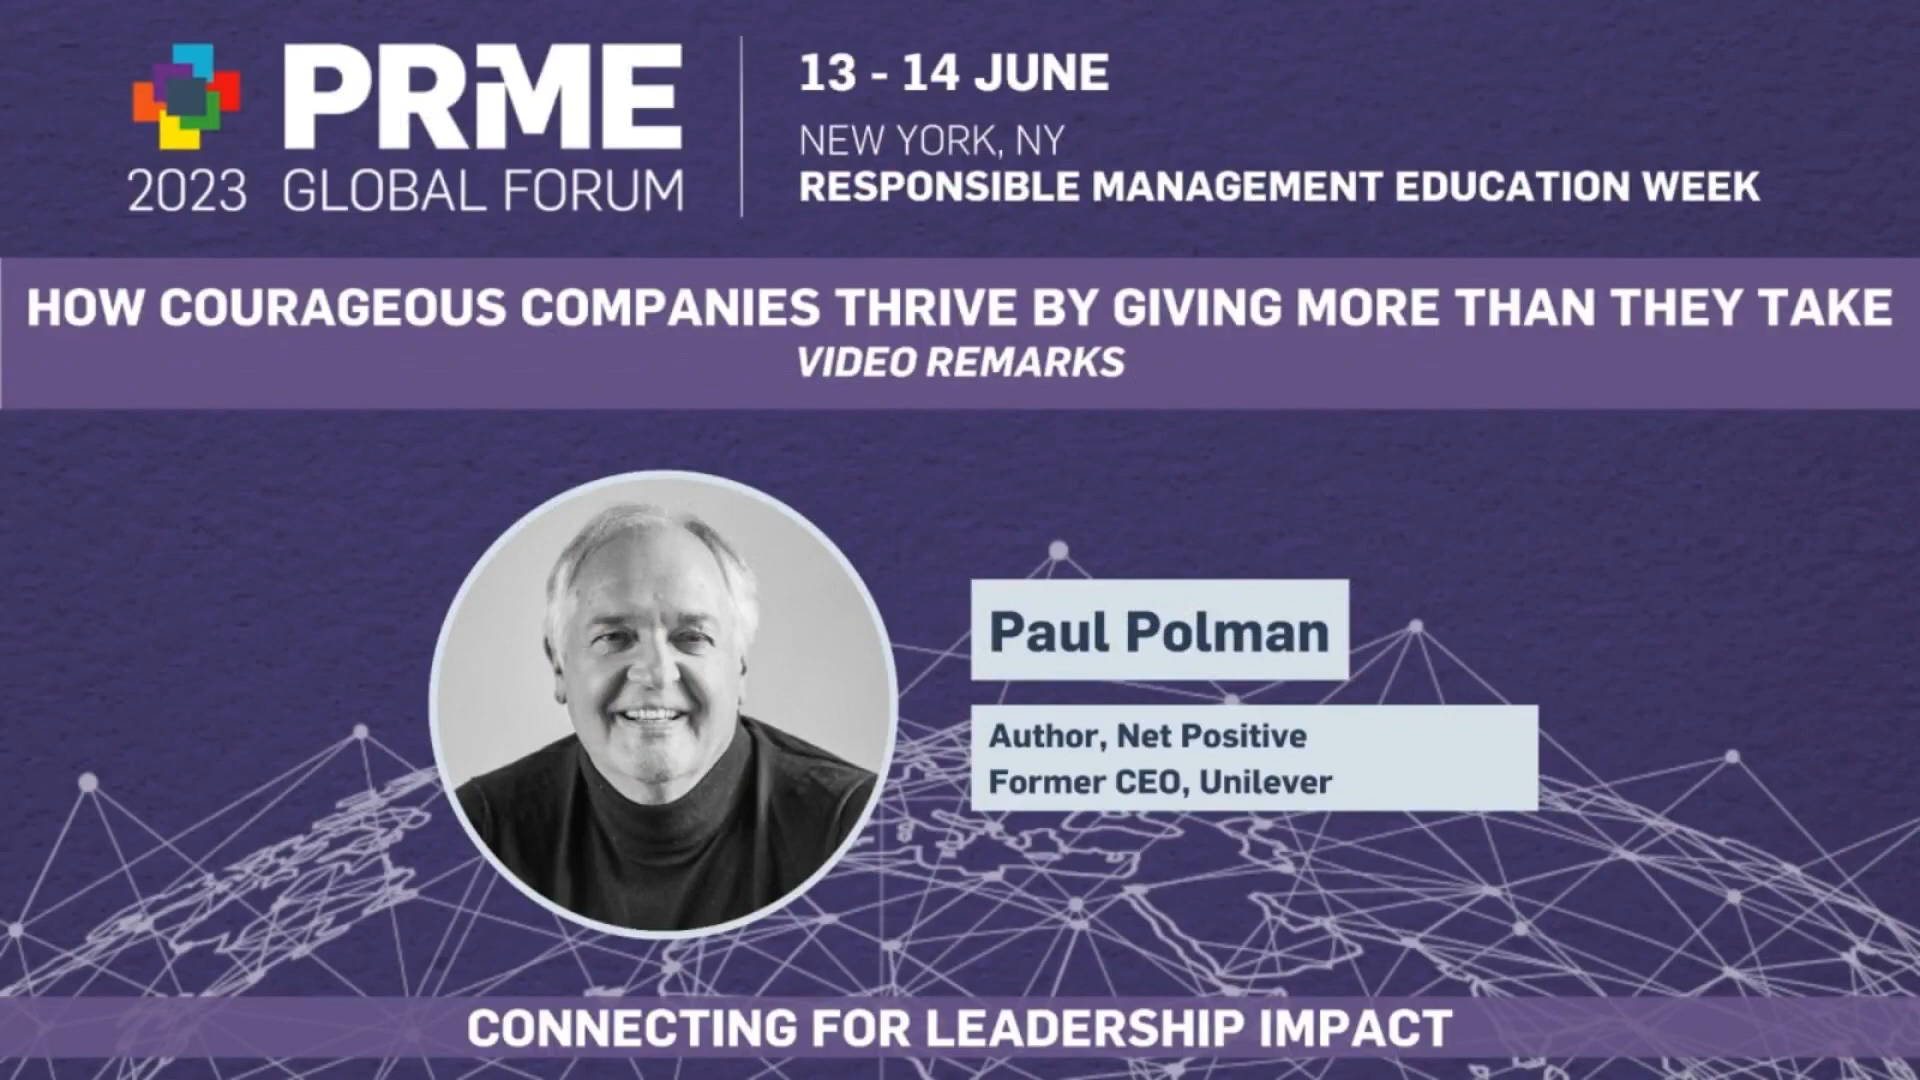 PRiME
2023 GLOBAL FORUM
13 - 14 JUNE
NEW YORK, NY
RESPONSIBLE MANAGEMENT EDUCATION WEEK
HOW COURAGEOUS COMPANIES THRIVE BY GIVING MORE THAN THEY TAKE
VIDEO REMARKS
Paul Polman
Author, Net Positive
Former CEO, Unilever
CONNECTING FOR LEADERSHIP IMPACT